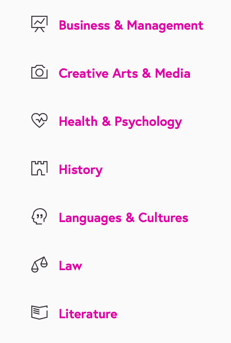 Business & Management
Creative Arts & Media
Health & Psychology
History
Languages & Cultures
Law
Literature